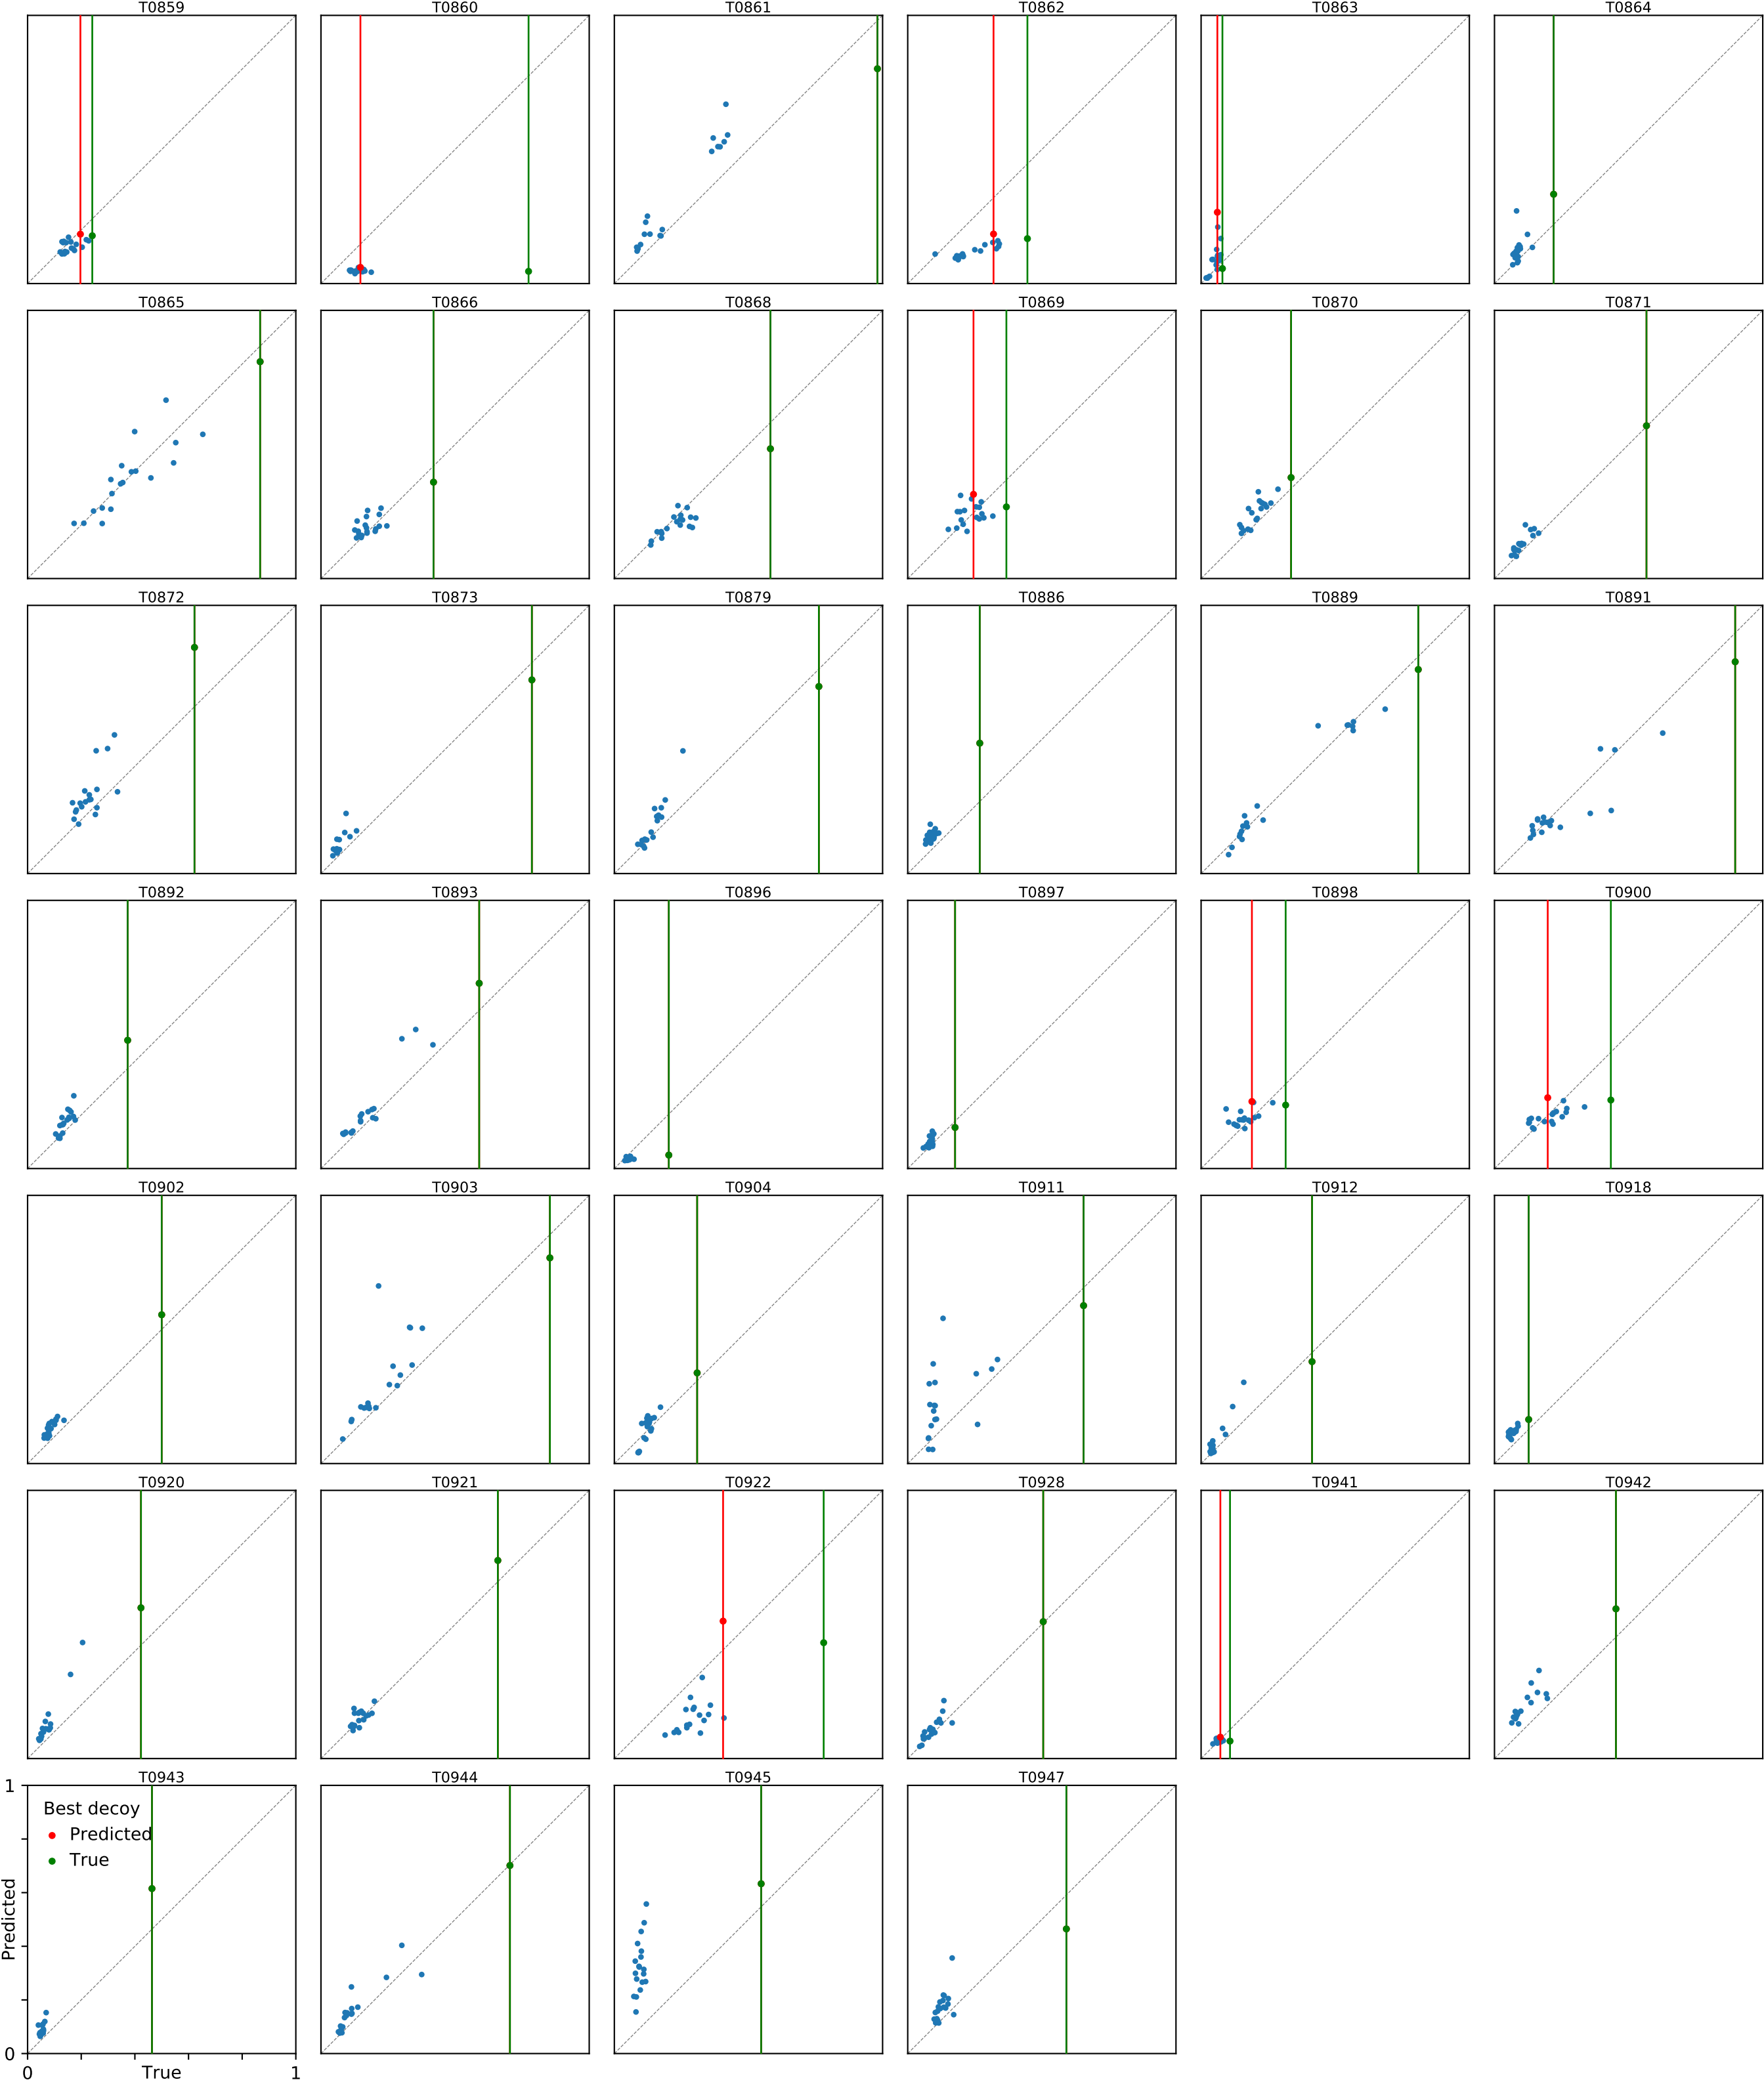 T0859 T0860 T0861 T0862 T0863 T0864
T0865 T0866 T0868 T0869 T0870 T0871
T0872 T0873 T0879 T0886 T0889 T0891
T0892 T0893 T0896 T0897 T0898 T0900
T0902 T0903 T0904 T0911 T0912 T0918
T0920 T0921 T0922 T0928 T0941 T0942
T0943 T0944 T0945 T0947
1
Best decoy
Predicted
True
Predicted
0
0 True 1